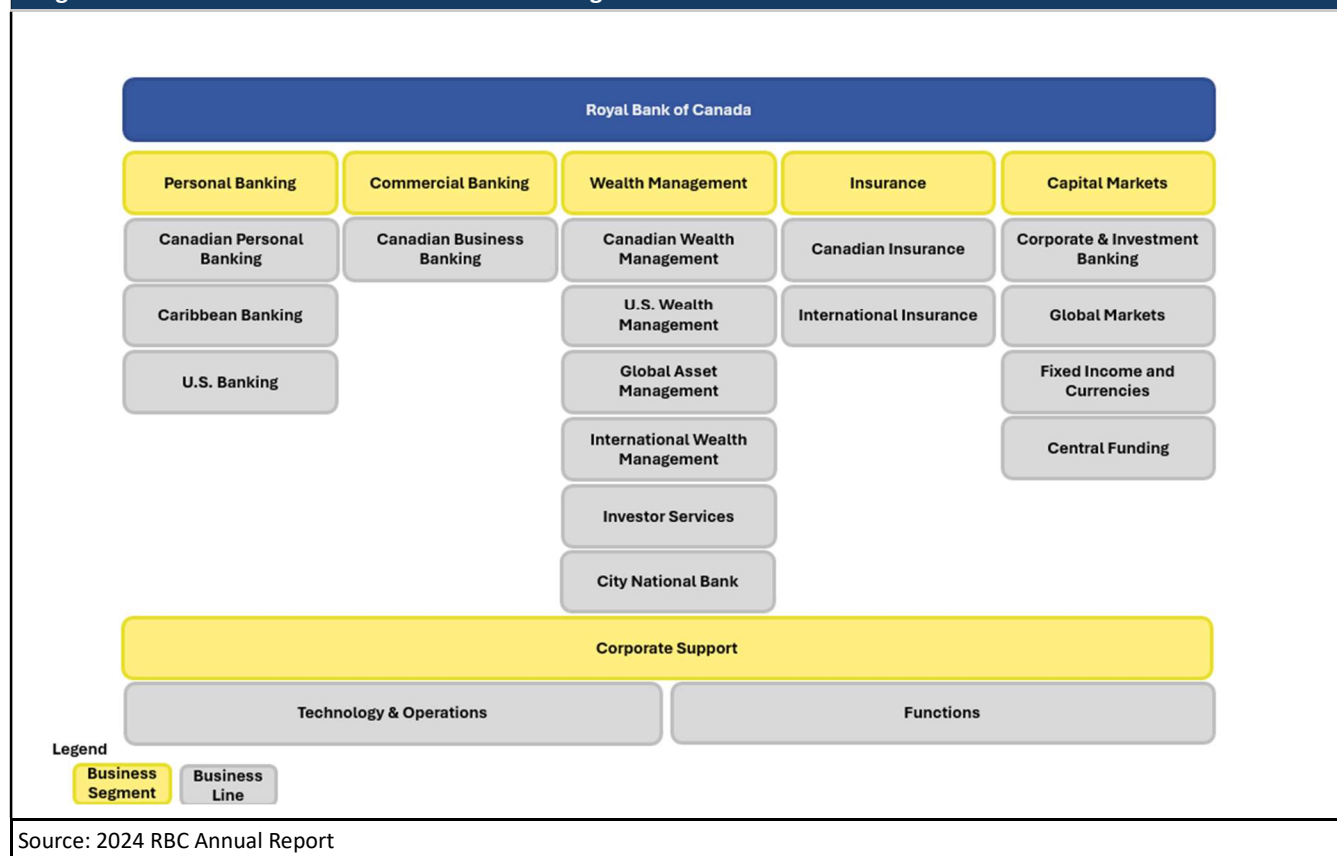 Royal Bank of Canada
Personal Banking
Commercial Banking
Wealth Management
Insurance
Capital Markets
Canadian Personal
Banking
Canadian Business
Banking
Canadian Wealth
Management
Canadian Insurance
Corporate & Investment
Banking
Caribbean Banking
U.S. Wealth
Management
International Insurance
Global Markets
U.S. Banking
Global Asset
Management
Fixed Income and
Currencies
International Wealth
Management
Central Funding
Investor Services
City National Bank
Corporate Support
Technology & Operations
Functions
Legend
Business
Segment
Business
Line
Source: 2024 RBC Annual Report